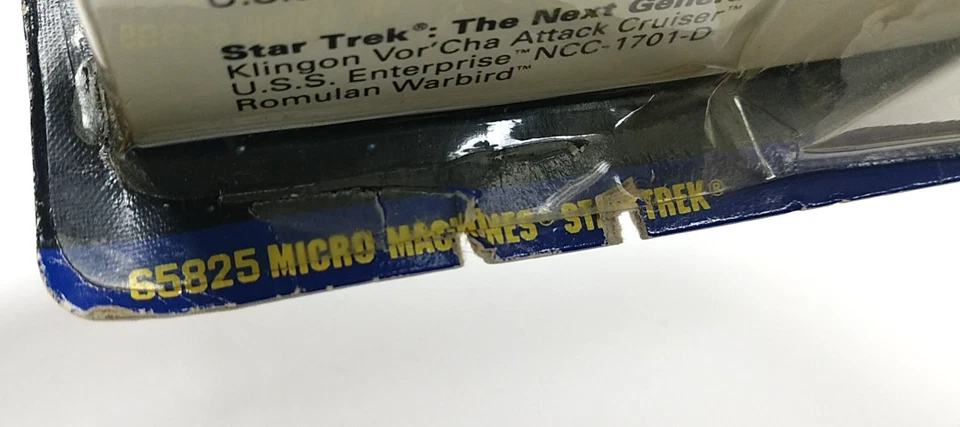 U.S.S.
Star Trek®: The Next Genera
Klingon Vor'Cha Attack Cruiser™
U.S.S. Enterprise™ NCC-1701-D
Romulan Warbird™
65825 MICRO MACHINES® STAR TREK®